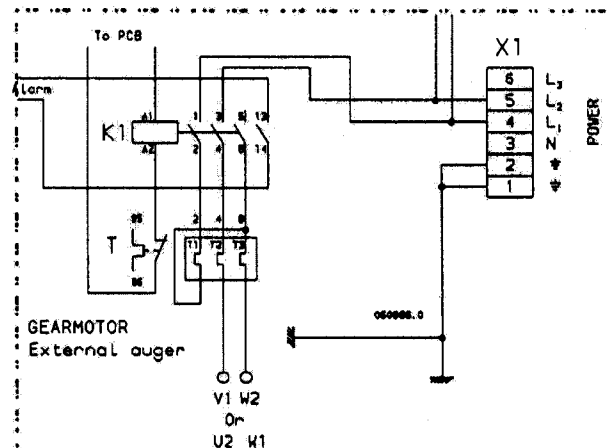 To PCB
X1
6 L3
5 L2
4 L1
3 N
2
1
POWER
Alarm
K1
A1 1 3 5 13
A2 2 4 6 14
T
95
96
2 4 6
T1 T2 T3
GEARMOTOR
External auger
V1 W2
Or
U2 W1